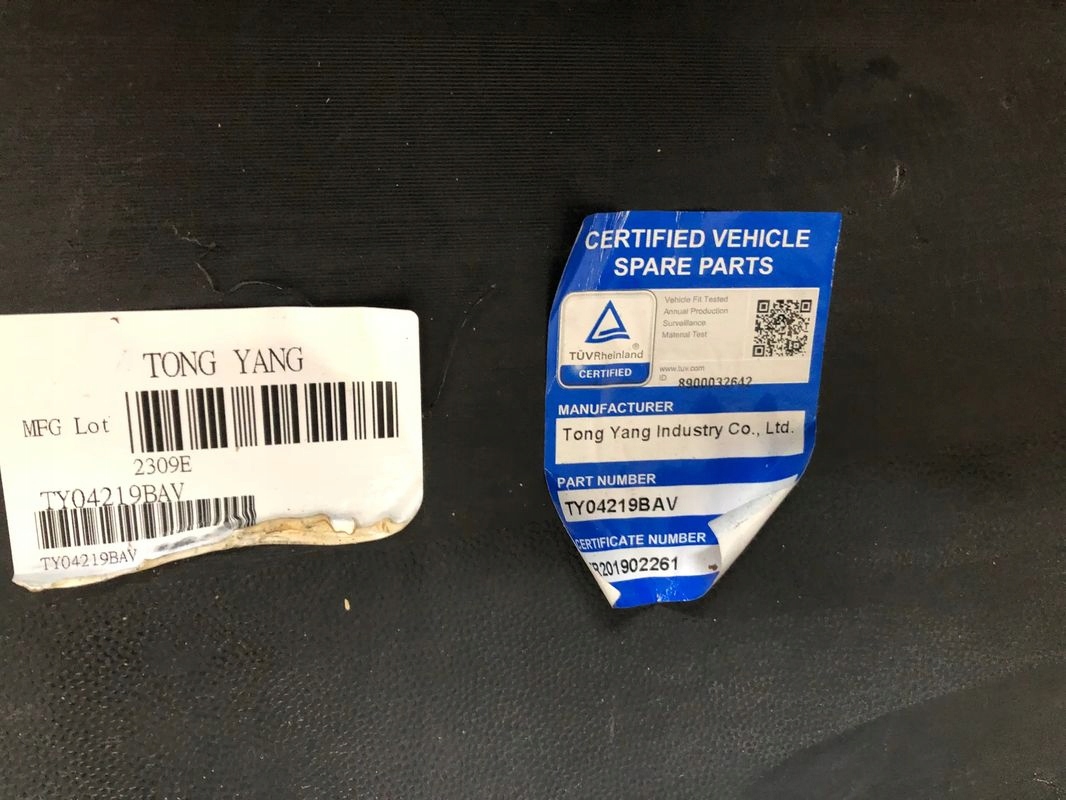 TONG YANG
MFG Lot
2309E
TY04219BAV
TY04219BAV
CERTIFIED VEHICLE
SPARE PARTS
TÜVRheinland®
CERTIFIED
Vehicle Fit Tested
Annual Production
Surveillance
Material Test
www.tuv.com
ID 8900032642
MANUFACTURER
Tong Yang Industry Co., Ltd.
PART NUMBER
TY04219BAV
CERTIFICATE NUMBER
R201902261